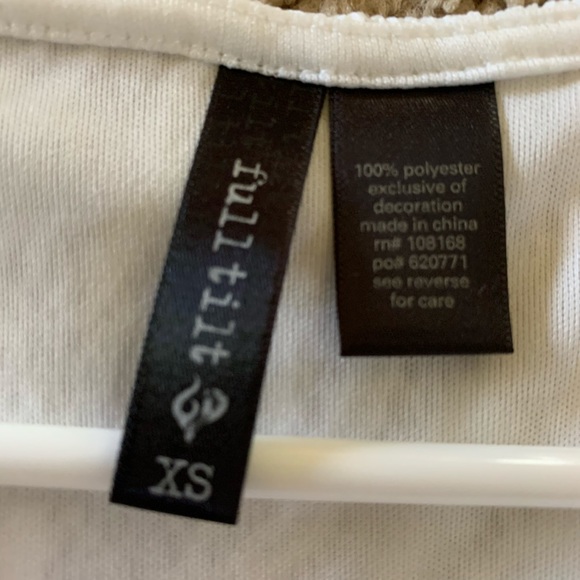 full tilt
XS
100% polyester
exclusive of
decoration
made in china
rn# 108168
po# 620771
see reverse
for care